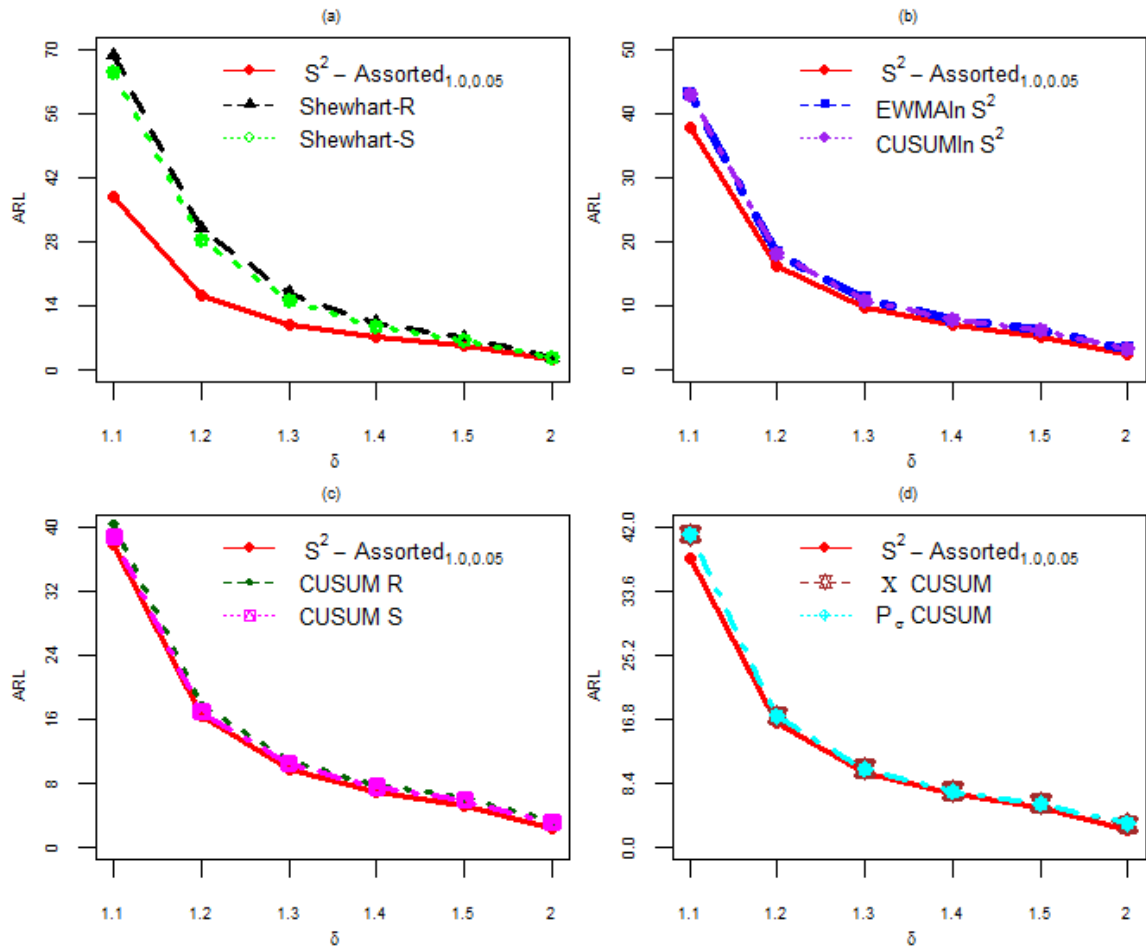 (a)
ARL
70
56
42
28
14
0
S² – Assorted₁.₀,₀.₀₅
Shewhart-R
Shewhart-S
1.1 1.2 1.3 1.4 1.5 2
δ
(b)
ARL
50
40
30
20
10
0
S² – Assorted₁.₀,₀.₀₅
EWMAln S²
CUSUMln S²
1.1 1.2 1.3 1.4 1.5 2
δ
(c)
ARL
40
32
24
16
8
0
S² – Assorted₁.₀,₀.₀₅
CUSUM R
CUSUM S
1.1 1.2 1.3 1.4 1.5 2
δ
(d)
ARL
42.0
33.6
25.2
16.8
8.4
0.0
S² – Assorted₁.₀,₀.₀₅
X CUSUM
Pσ CUSUM
1.1 1.2 1.3 1.4 1.5 2
δ